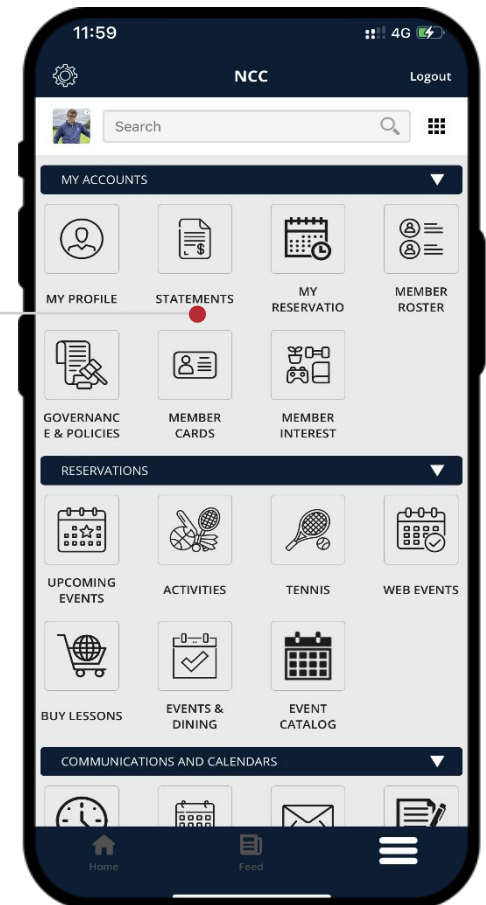 11:59
4G
NCC
Logout
Search
MY ACCOUNTS
MY PROFILE
STATEMENTS
MY
RESERVATIO
MEMBER
ROSTER
GOVERNANC
E & POLICIES
MEMBER
CARDS
MEMBER
INTEREST
RESERVATIONS
UPCOMING
EVENTS
ACTIVITIES
TENNIS
WEB EVENTS
BUY LESSONS
EVENTS &
DINING
EVENT
CATALOG
COMMUNICATIONS AND CALENDARS
Home
Feed